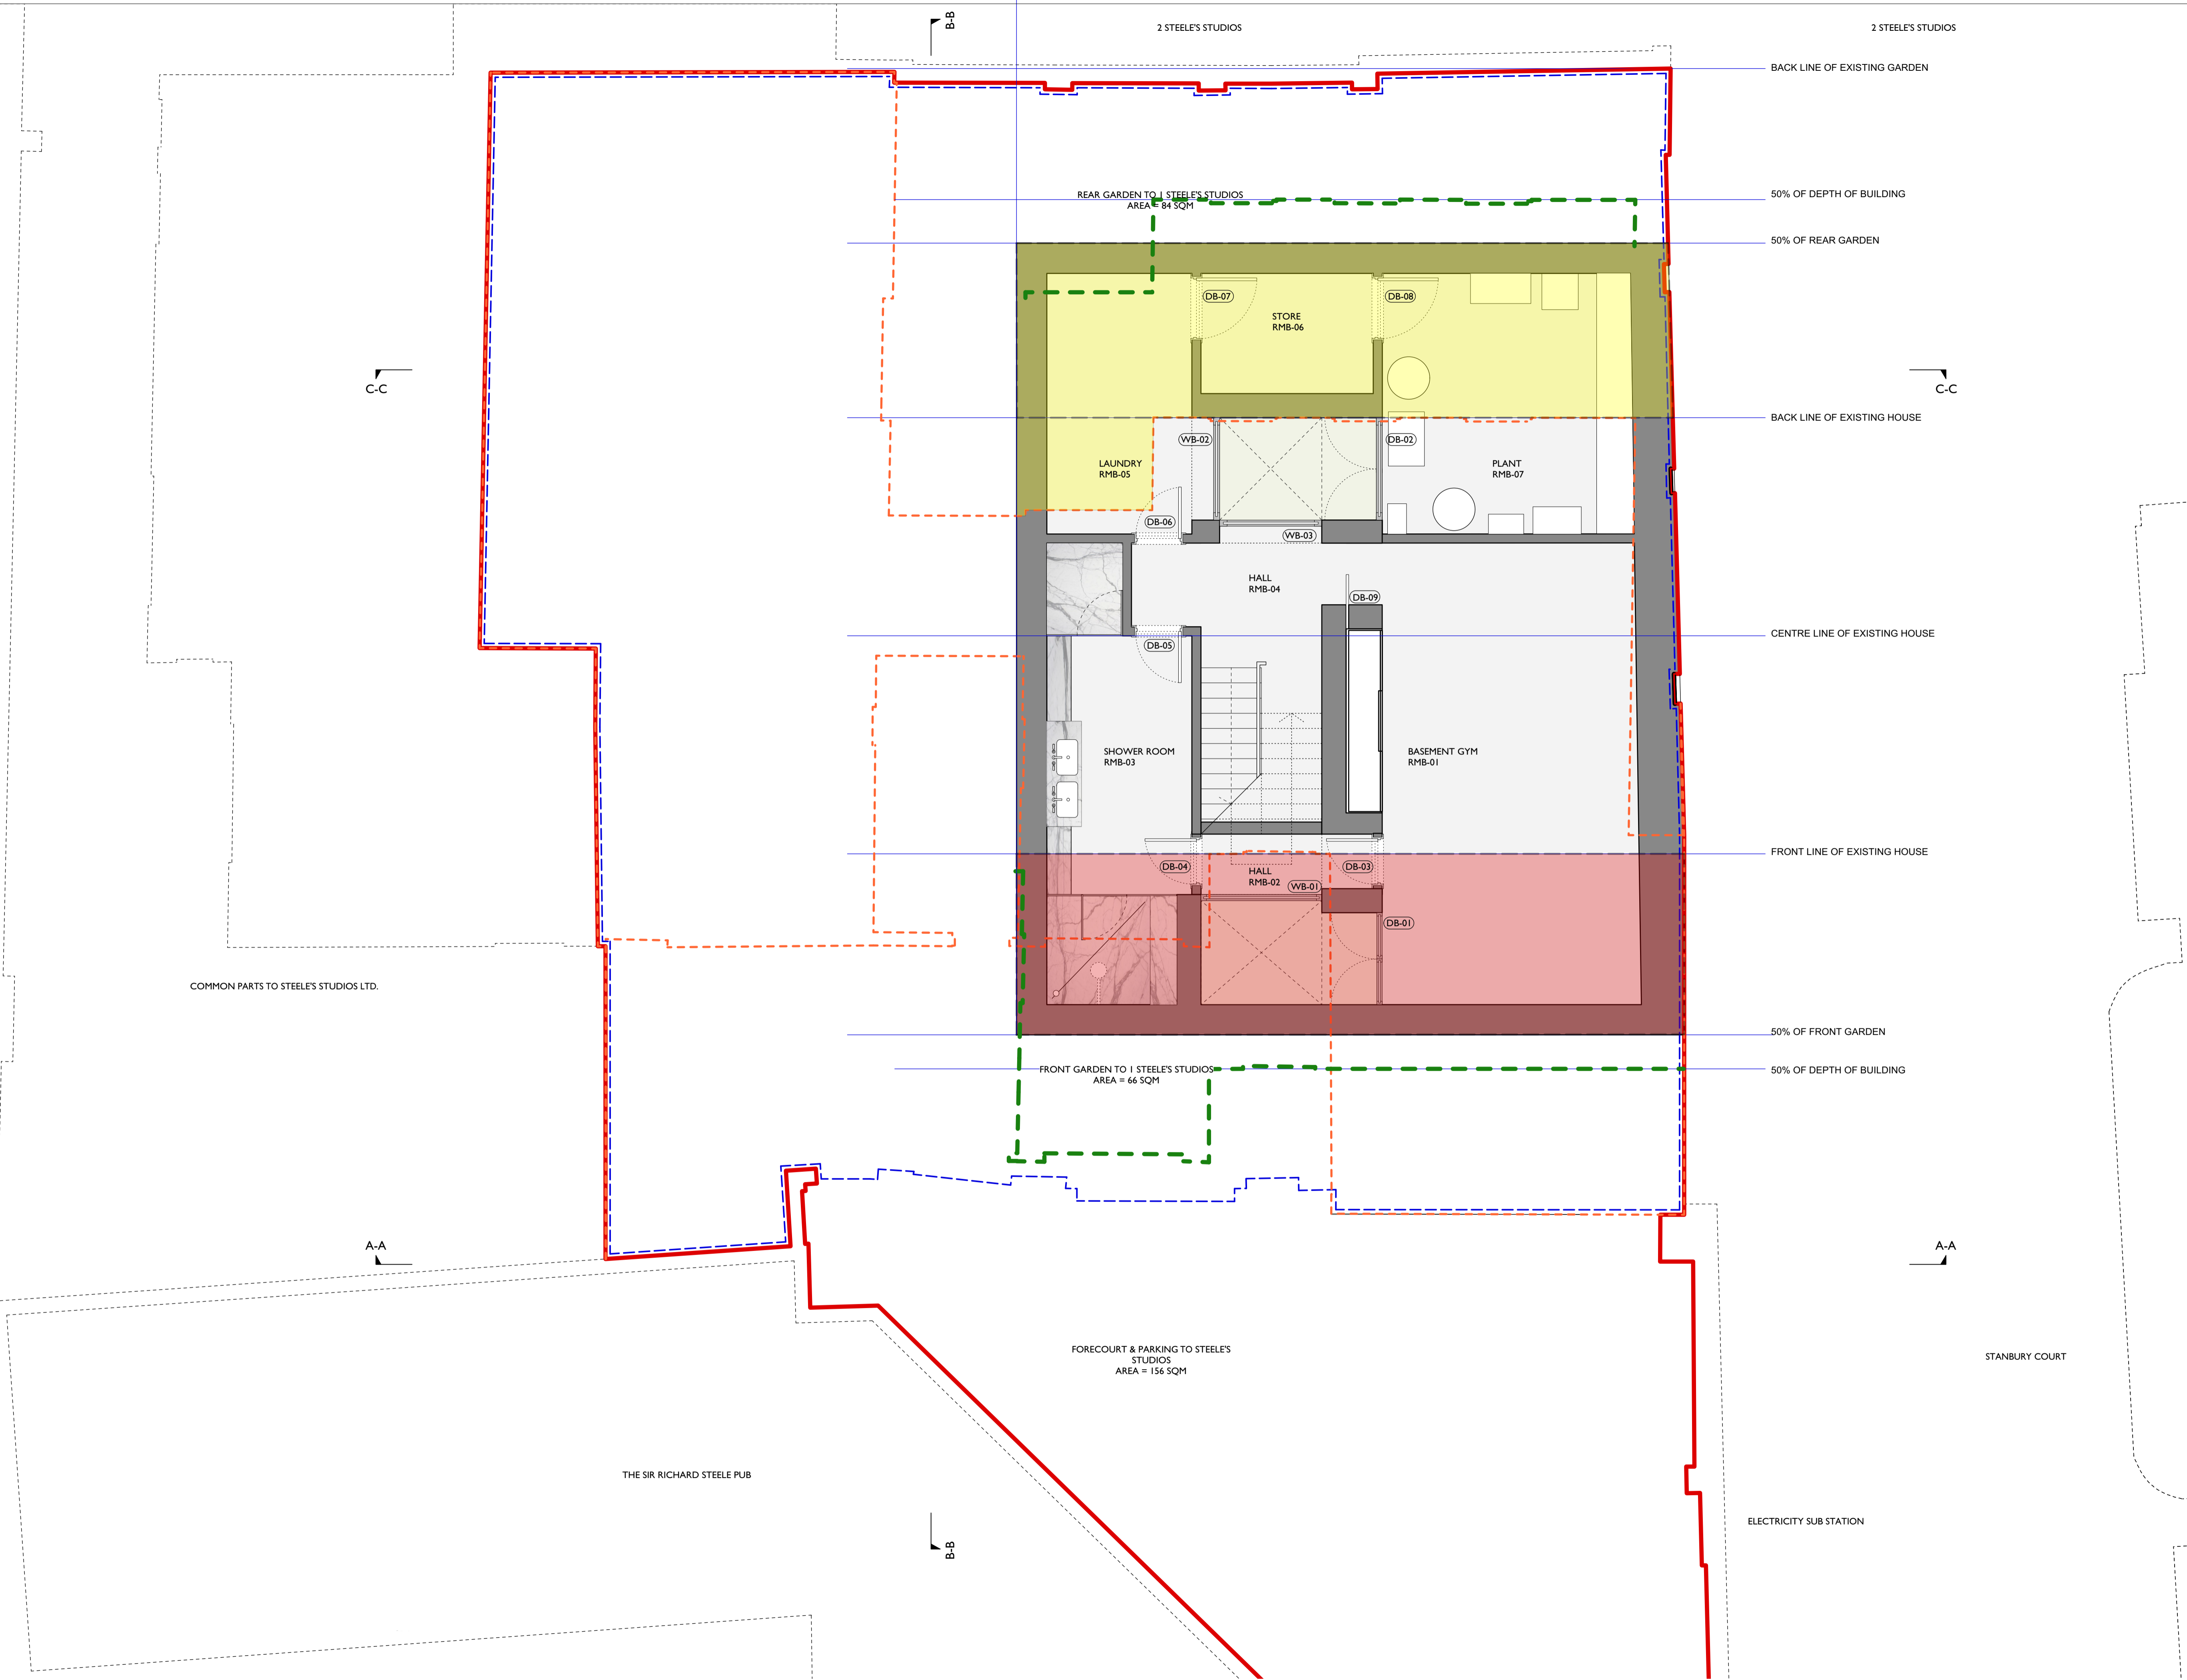 B-B
2 STEELE'S STUDIOS
2 STEELE'S STUDIOS
BACK LINE OF EXISTING GARDEN
REAR GARDEN TO 1 STEELE'S STUDIOS
AREA = 84 SQM
50% OF DEPTH OF BUILDING
50% OF REAR GARDEN
DB-07
DB-08
STORE
RMB-06
C-C
C-C
BACK LINE OF EXISTING HOUSE
WB-02
DB-02
LAUNDRY
RMB-05
PLANT
RMB-07
DB-06
WB-03
HALL
RMB-04
DB-09
CENTRE LINE OF EXISTING HOUSE
DB-05
SHOWER ROOM
RMB-03
BASEMENT GYM
RMB-01
FRONT LINE OF EXISTING HOUSE
DB-04
DB-03
HALL
RMB-02
WB-01
DB-01
COMMON PARTS TO STEELE'S STUDIOS LTD.
50% OF FRONT GARDEN
FRONT GARDEN TO 1 STEELE'S STUDIOS
AREA = 66 SQM
50% OF DEPTH OF BUILDING
A-A
A-A
FORECOURT & PARKING TO STEELE'S
STUDIOS
AREA = 156 SQM
STANBURY COURT
THE SIR RICHARD STEELE PUB
ELECTRICITY SUB STATION
B-B